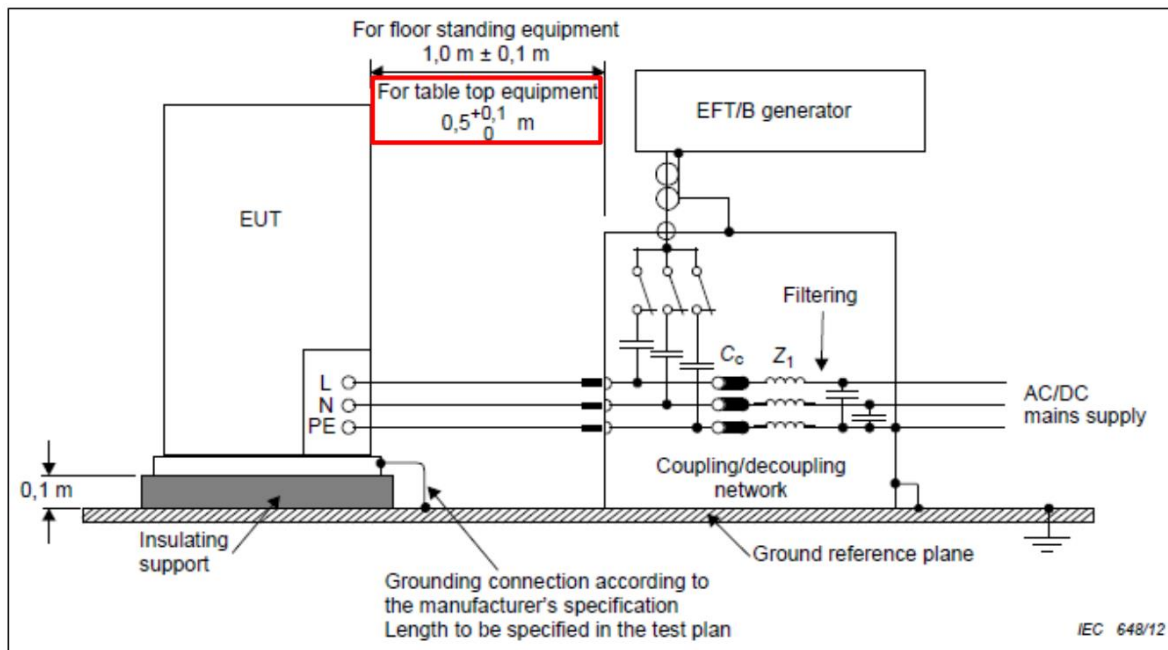 For floor standing equipment
1,0 m ± 0,1 m
For table top equipment
0,5 +0,1 0 m
EFT/B generator
EUT
Filtering
Cc
Z1
L
N
PE
AC/DC
mains supply
0,1 m
Coupling/decoupling
network
Insulating
support
Ground reference plane
Grounding connection according to
the manufacturer's specification
Length to be specified in the test plan
IEC 648/12